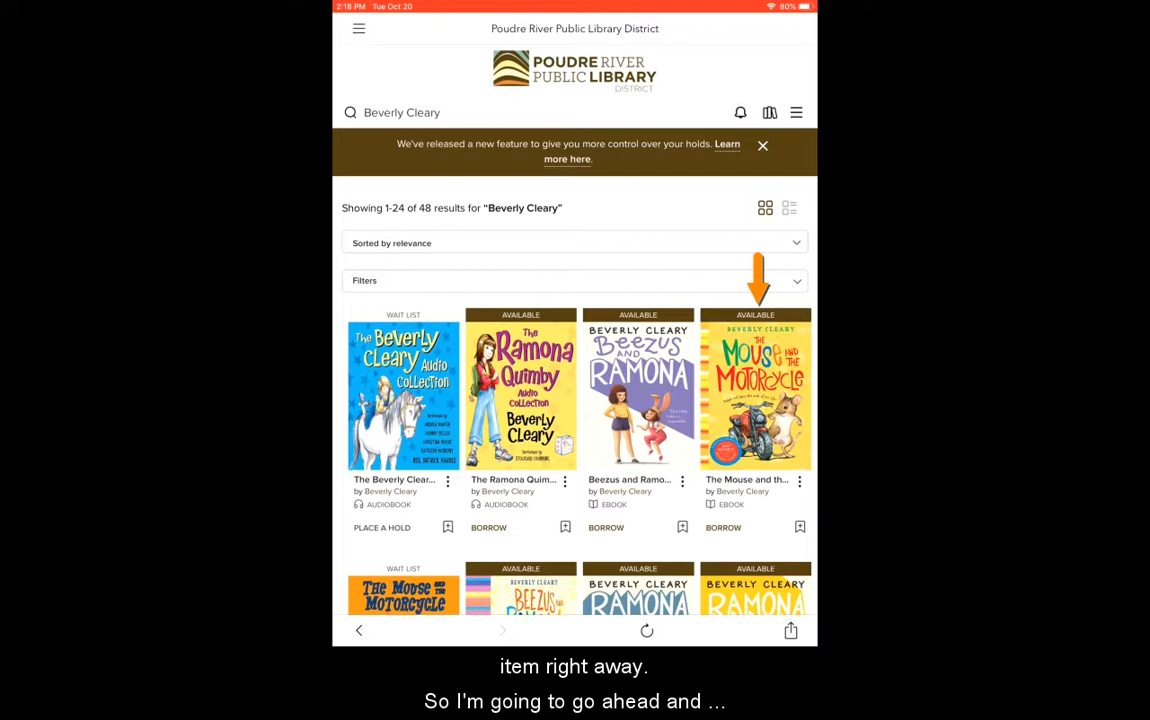 2:18 PM Tue Oct 20 80%
Poudre River Public Library District
POUDRE RIVER
PUBLIC LIBRARY
DISTRICT
Beverly Cleary
We've released a new feature to give you more control over your holds. Learn
more here.
Showing 1-24 of 48 results for “Beverly Cleary”
Sorted by relevance
Filters
WAIT LIST
The Beverly
Cleary Audio
Collection
The Beverly Clear...
by Beverly Cleary
AUDIOBOOK
PLACE A HOLD
AVAILABLE
The
Ramona
Quimby
Audio
Collection
Beverly
Cleary
Performed by
STOCKARD CHANNING
The Ramona Quim...
by Beverly Cleary
AUDIOBOOK
BORROW
AVAILABLE
BEVERLY CLEARY
Beezus
AND
RAMONA
Beezus and Ramo...
by Beverly Cleary
EBOOK
BORROW
AVAILABLE
BEVERLY CLEARY
THE
MOUSE
AND THE
MOTORCYCLE
The Mouse and th...
by Beverly Cleary
EBOOK
BORROW
WAIT LIST
THE MOUSE
AND THE
MOTORCYCLE
AVAILABLE
BEVERLY CLEARY
BEEZUS
AVAILABLE
BEVERLY CLEARY
RAMONA
AVAILABLE
BEVERLY CLEARY
RAMONA
item right away.
So I'm going to go ahead and ...